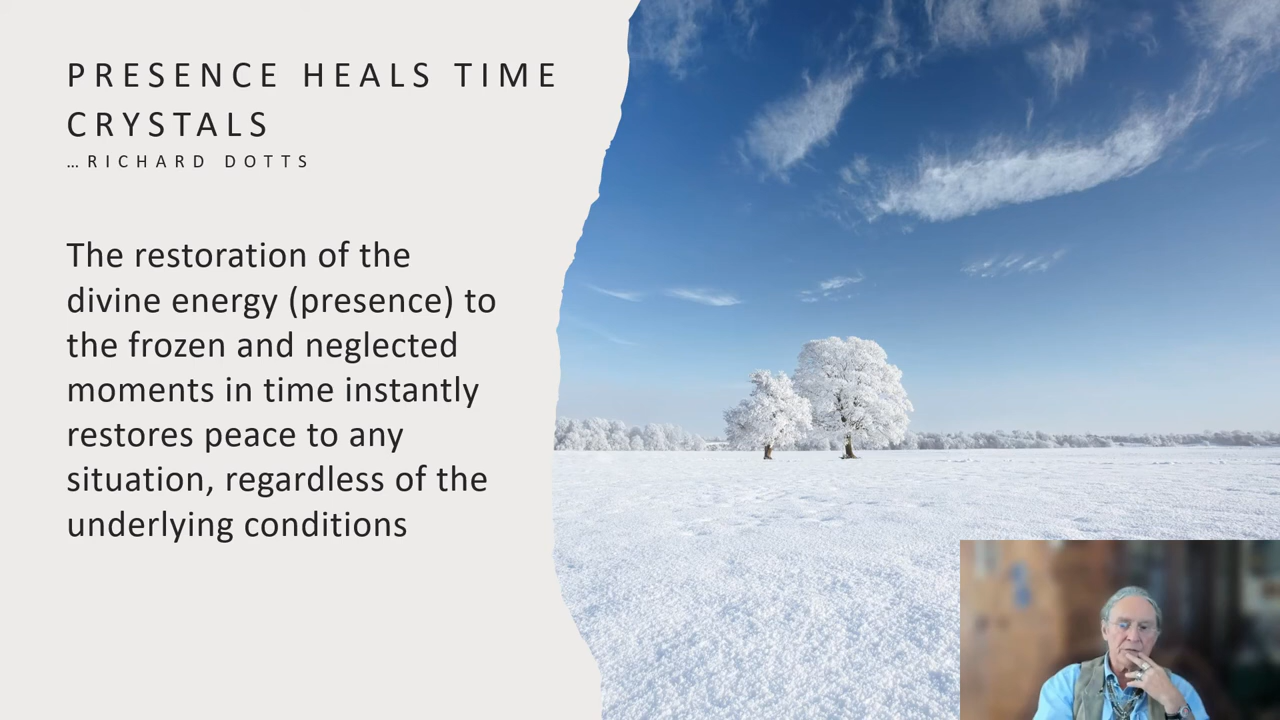 PRESENCE HEALS TIME
CRYSTALS
…RICHARD DOTTS
The restoration of the
divine energy (presence) to
the frozen and neglected
moments in time instantly
restores peace to any
situation, regardless of the
underlying conditions